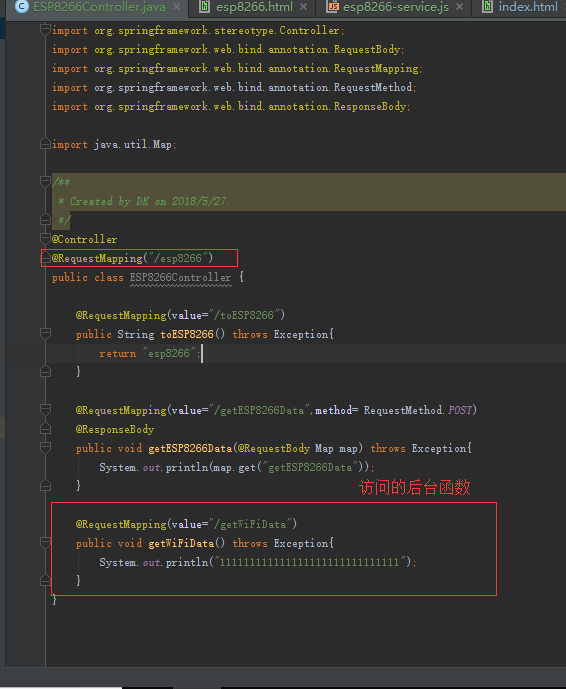 ESP8266Controller.java × esp8266.html × esp8266-service.js × index.html
import org.springframework.stereotype.Controller;
import org.springframework.web.bind.annotation.RequestBody;
import org.springframework.web.bind.annotation.RequestMapping;
import org.springframework.web.bind.annotation.RequestMethod;
import org.springframework.web.bind.annotation.ResponseBody;
import java.util.Map;
/**
* Created by DK on 2018/5/27.
*/
@Controller
@RequestMapping("/esp8266")
public class ESP8266Controller {
@RequestMapping(value="/toESP8266")
public String toESP8266() throws Exception{
return "esp8266";
}
@RequestMapping(value="/getESP8266Data",method= RequestMethod.POST)
@ResponseBody
public void getESP8266Data(@RequestBody Map map) throws Exception{
System.out.println(map.get("getESP8266Data"));
}
访问的后台函数
@RequestMapping(value="/getWiFiData")
public void getWiFiData() throws Exception{
System.out.println("111111111111111111111111111111");
}
}